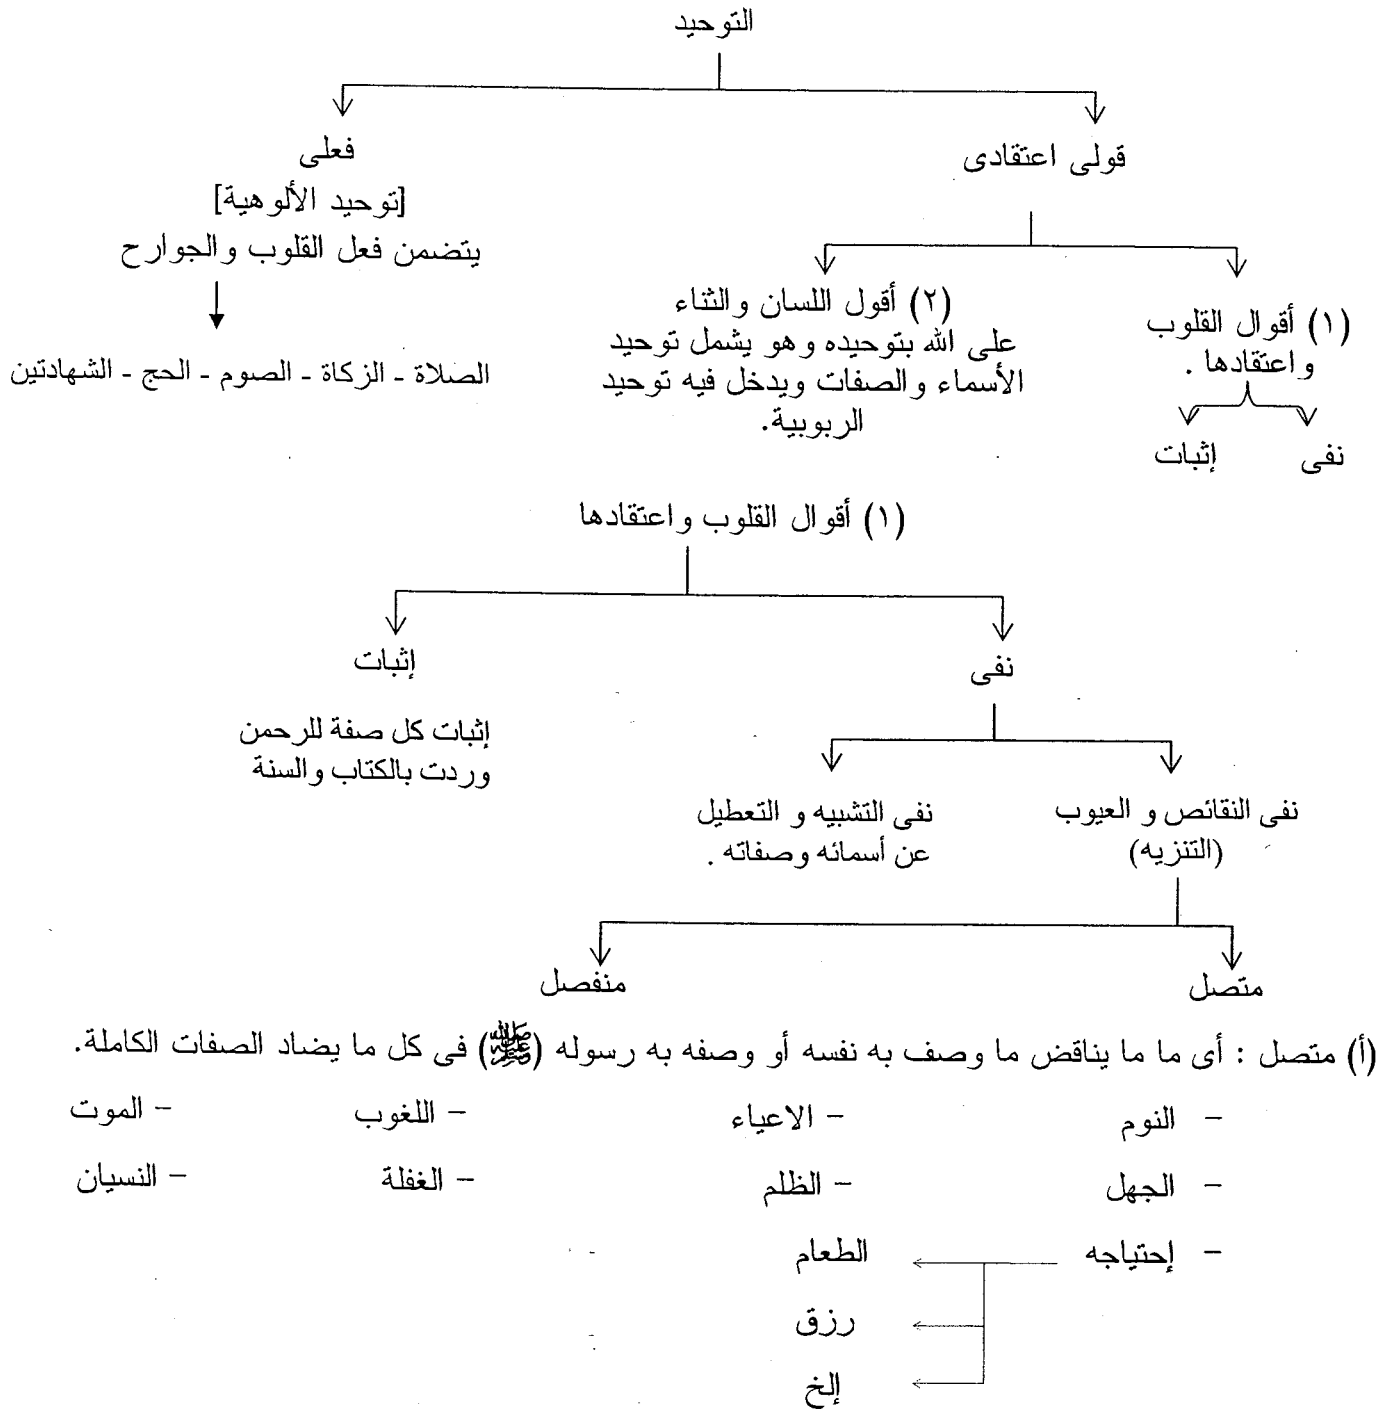 التوحيد
قولى اعتقادى
فعلى
[توحيد الألوهية]
يتضمن فعل القلوب والجوارح
الصلاة - الزكاة - الصوم - الحج - الشهادتين
(١) أقوال القلوب
واعتقادها .
نفى
إثبات
(٢) أقول اللسان والثناء
على الله بتوحيده وهو يشمل توحيد
الأسماء والصفات ويدخل فيه توحيد
الربوبية.
(١) أقوال القلوب واعتقادها
نفى
إثبات
إثبات كل صفة للرحمن
وردت بالكتاب والسنة
نفى النقائص و العيوب
(التنزيه)
نفى التشبيه و التعطيل
عن أسمائه وصفاته .
متصل
منفصل
(أ) متصل : أى ما ما يناقض ما وصف به نفسه أو وصفه به رسوله (ﷺ) فى كل ما يضاد الصفات الكاملة.
- النوم - الاعياء - اللغوب - الموت
- الجهل - الظلم - الغفلة - النسيان
- إحتياجه الطعام
رزق
إلخ